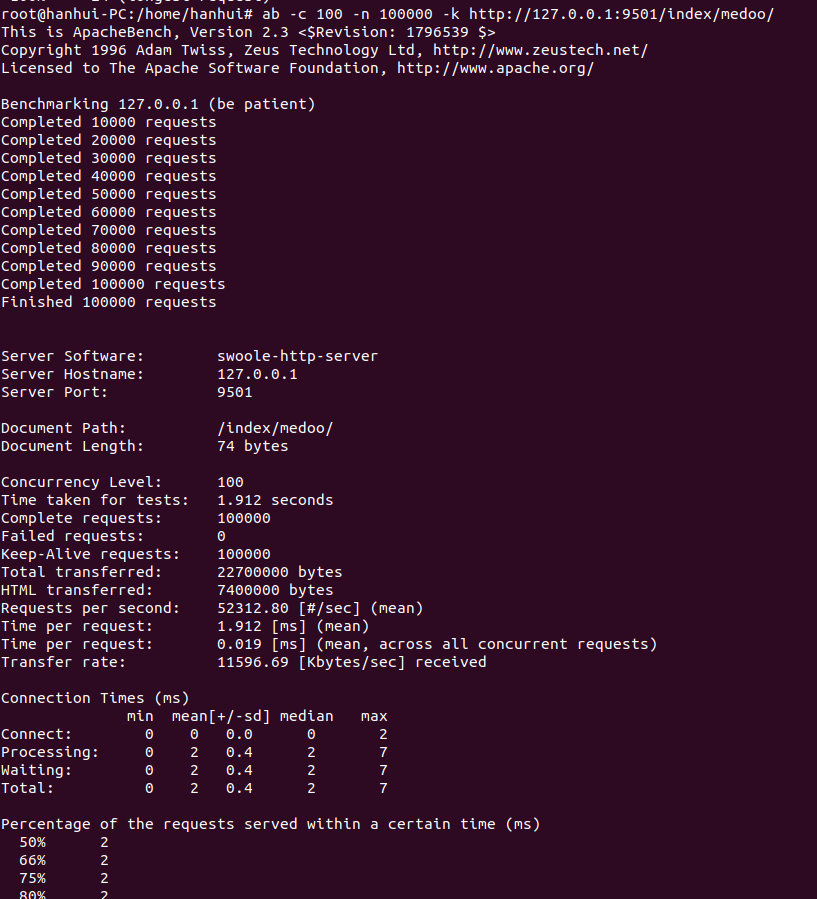 root@hanhui-PC:/home/hanhui# ab -c 100 -n 100000 -k http://127.0.0.1:9501/index/medoo/
This is ApacheBench, Version 2.3 <$Revision: 1796539 $>
Copyright 1996 Adam Twiss, Zeus Technology Ltd, http://www.zeustech.net/
Licensed to The Apache Software Foundation, http://www.apache.org/

Benchmarking 127.0.0.1 (be patient)
Completed 10000 requests
Completed 20000 requests
Completed 30000 requests
Completed 40000 requests
Completed 50000 requests
Completed 60000 requests
Completed 70000 requests
Completed 80000 requests
Completed 90000 requests
Completed 100000 requests
Finished 100000 requests

Server Software:        swoole-http-server
Server Hostname:        127.0.0.1
Server Port:            9501

Document Path:          /index/medoo/
Document Length:        74 bytes

Concurrency Level:      100
Time taken for tests:   1.912 seconds
Complete requests:      100000
Failed requests:        0
Keep-Alive requests:    100000
Total transferred:      22700000 bytes
HTML transferred:       7400000 bytes
Requests per second:    52312.80 [#/sec] (mean)
Time per request:       1.912 [ms] (mean)
Time per request:       0.019 [ms] (mean, across all concurrent requests)
Transfer rate:          11596.69 [Kbytes/sec] received

Connection Times (ms)
              min  mean[+/-sd] median   max
Connect:        0    0   0.0      0       2
Processing:     0    2   0.4      2       7
Waiting:        0    2   0.4      2       7
Total:          0    2   0.4      2       7

Percentage of the requests served within a certain time (ms)
  50%      2
  66%      2
  75%      2
  80%      2